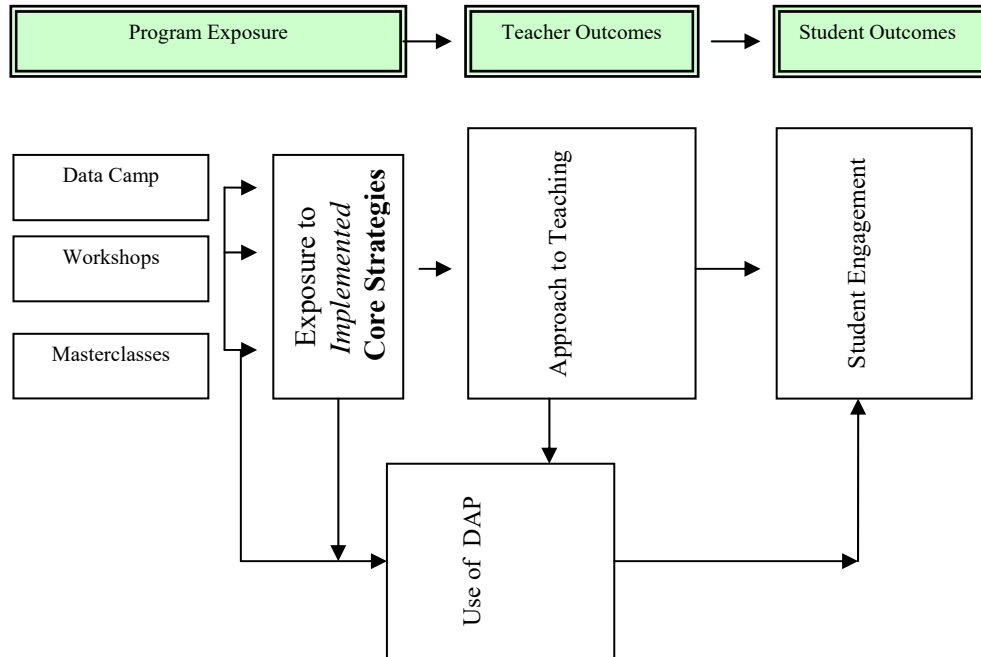 Program Exposure
Teacher Outcomes
Student Outcomes
Data Camp
Workshops
Masterclasses
Exposure to
Implemented
Core Strategies
Approach to Teaching
Student Engagement
Use of DAP